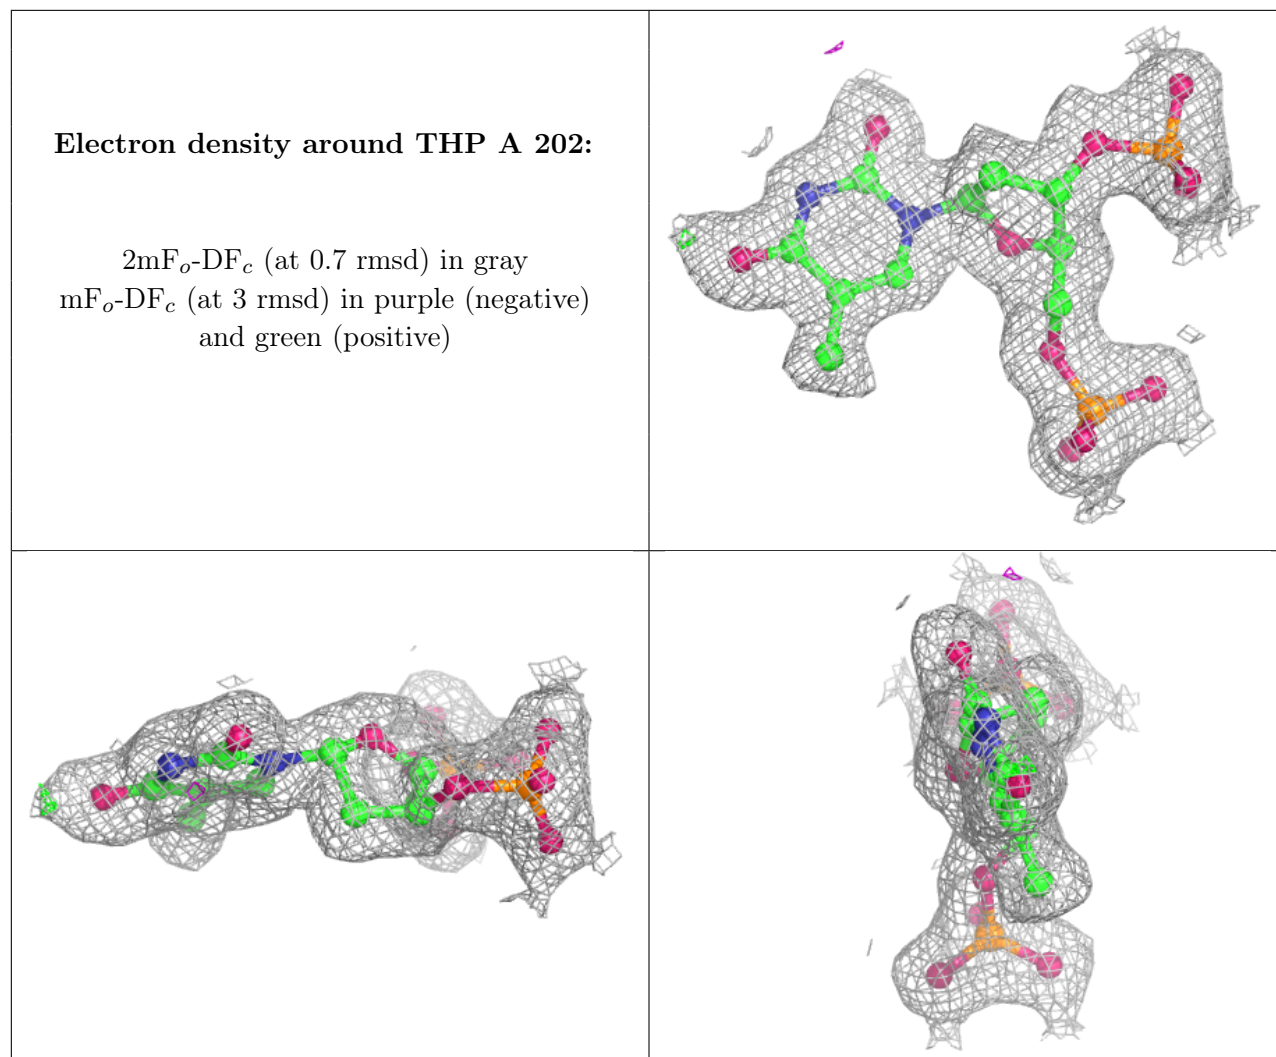 Electron density around THP A 202:
2mFo-DFc (at 0.7 rmsd) in gray
mFo-DFc (at 3 rmsd) in purple (negative)
and green (positive)